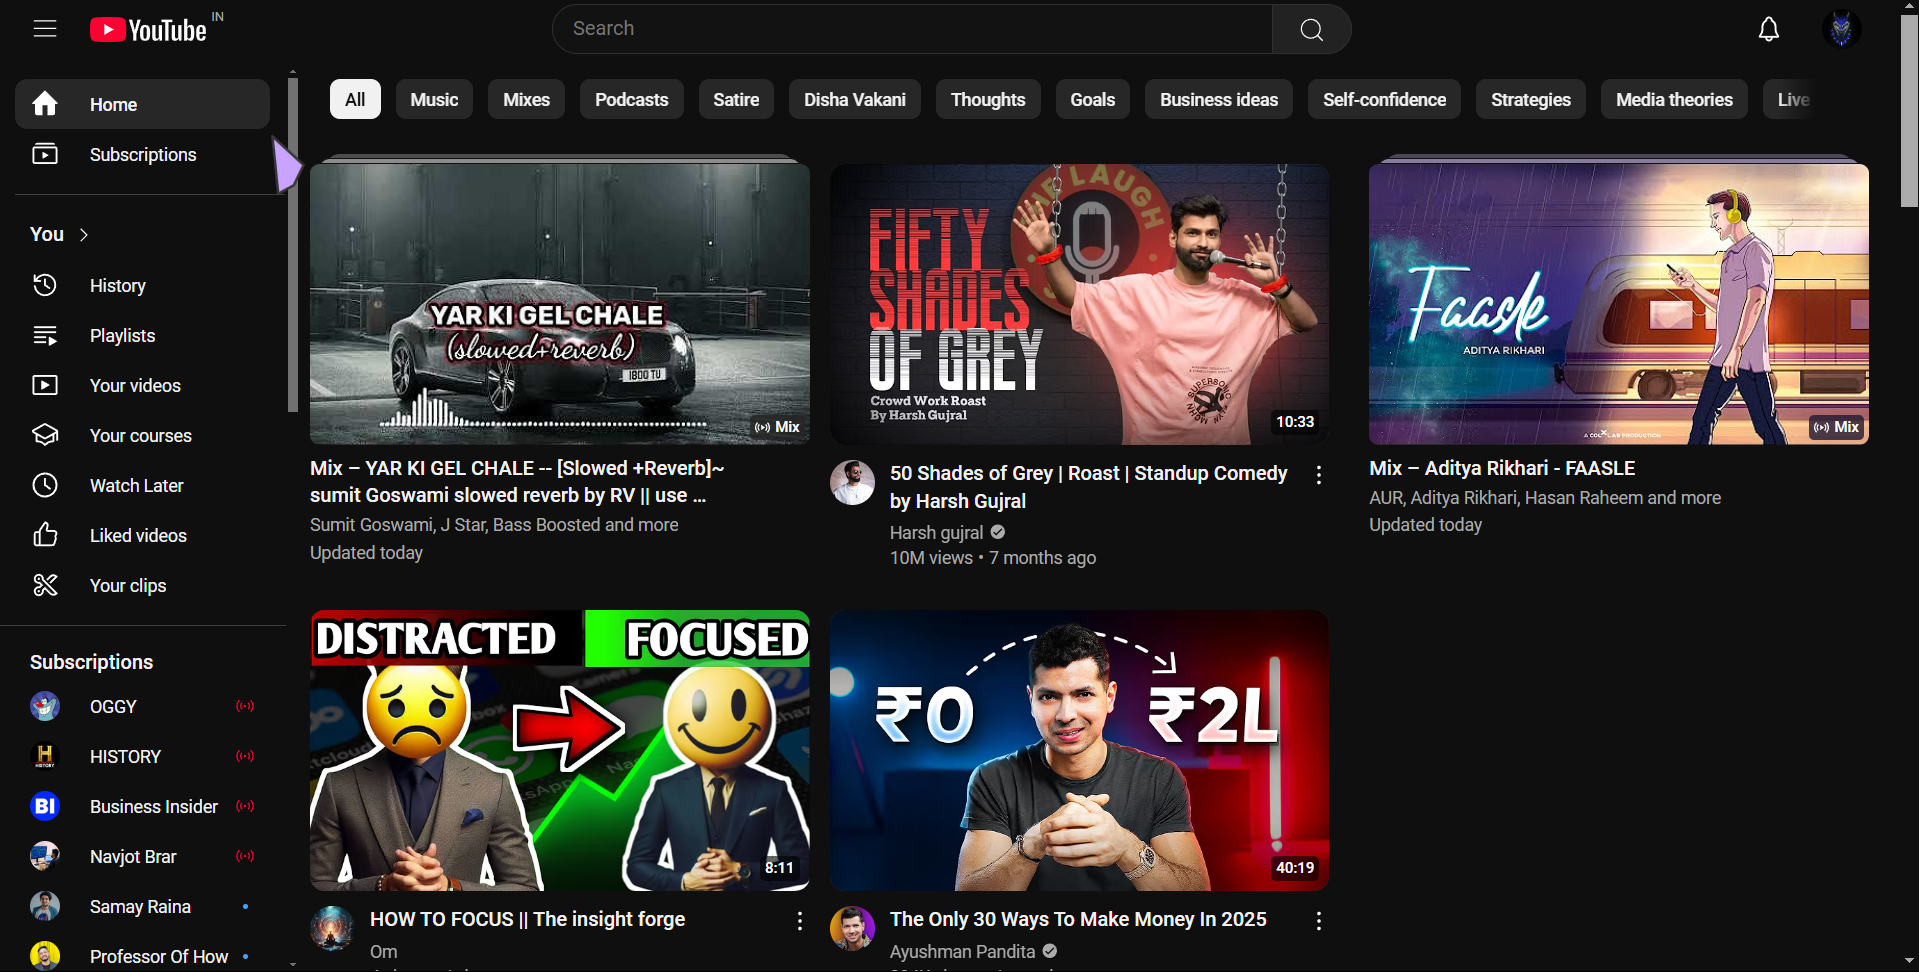 YouTube IN
Search
Home
Subscriptions
You
History
Playlists
Your videos
Your courses
Watch Later
Liked videos
Your clips
Subscriptions
OGGY
HISTORY
Business Insider
Navjot Brar
Samay Raina
Professor Of How
All
Music
Mixes
Podcasts
Satire
Disha Vakani
Thoughts
Goals
Business ideas
Self-confidence
Strategies
Media theories
Live
YAR KI GEL CHALE
(slowed+reverb)
1800 TU
Mix
Mix – YAR KI GEL CHALE -- [Slowed +Reverb]~
sumit Goswami slowed reverb by RV || use ...
Sumit Goswami, J Star, Bass Boosted and more
Updated today
LAUGH
FIFTY
SHADES
OF GREY
Crowd Work Roast
By Harsh Gujral
SUPERSONIC
10:33
50 Shades of Grey | Roast | Standup Comedy
by Harsh Gujral
Harsh gujral
10M views • 7 months ago
Faasle
ADITYA RIKHARI
Mix
Mix – Aditya Rikhari - FAASLE
AUR, Aditya Rikhari, Hasan Raheem and more
Updated today
DISTRACTED
FOCUSED
8:11
HOW TO FOCUS || The insight forge
Om
₹0
₹2L
40:19
The Only 30 Ways To Make Money In 2025
Ayushman Pandita